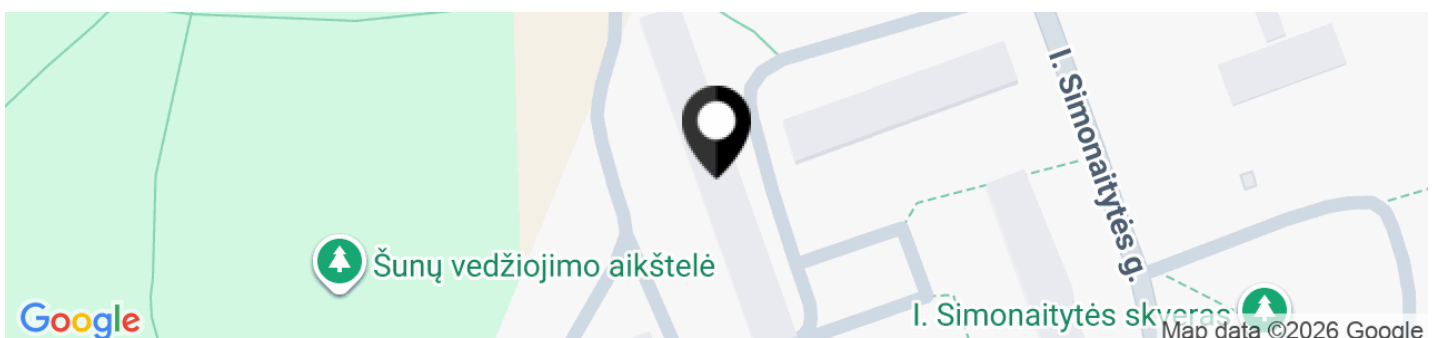 I. Simonaitytės g.
Šunų vedžiojimo aikštelė
I. Simonaitytės skveras
Google
Map data ©2026 Google